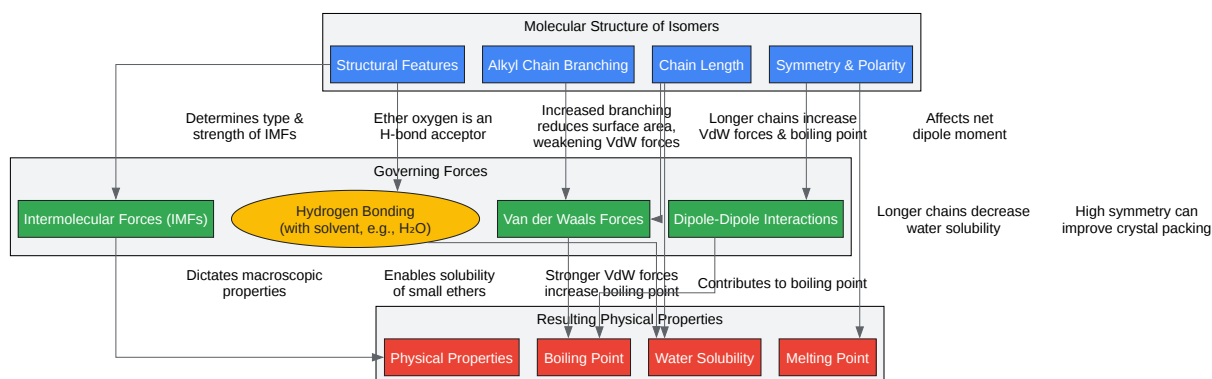 Molecular Structure of Isomers
Structural Features
Alkyl Chain Branching
Chain Length
Symmetry & Polarity
Determines type &
strength of IMFs
Ether oxygen is an
H-bond acceptor
Increased branching
reduces surface area,
weakening VdW forces
Longer chains increase
VdW forces & boiling point
Affects net
dipole moment
Governing Forces
Intermolecular Forces (IMFs)
Hydrogen Bonding
(with solvent, e.g., H₂O)
Van der Waals Forces
Dipole-Dipole Interactions
Longer chains decrease
water solubility
High symmetry can
improve crystal packing
Dictates macroscopic
properties
Enables solubility
of small ethers
Stronger VdW forces
increase boiling point
Contributes to boiling point
Resulting Physical Properties
Physical Properties
Boiling Point
Water Solubility
Melting Point